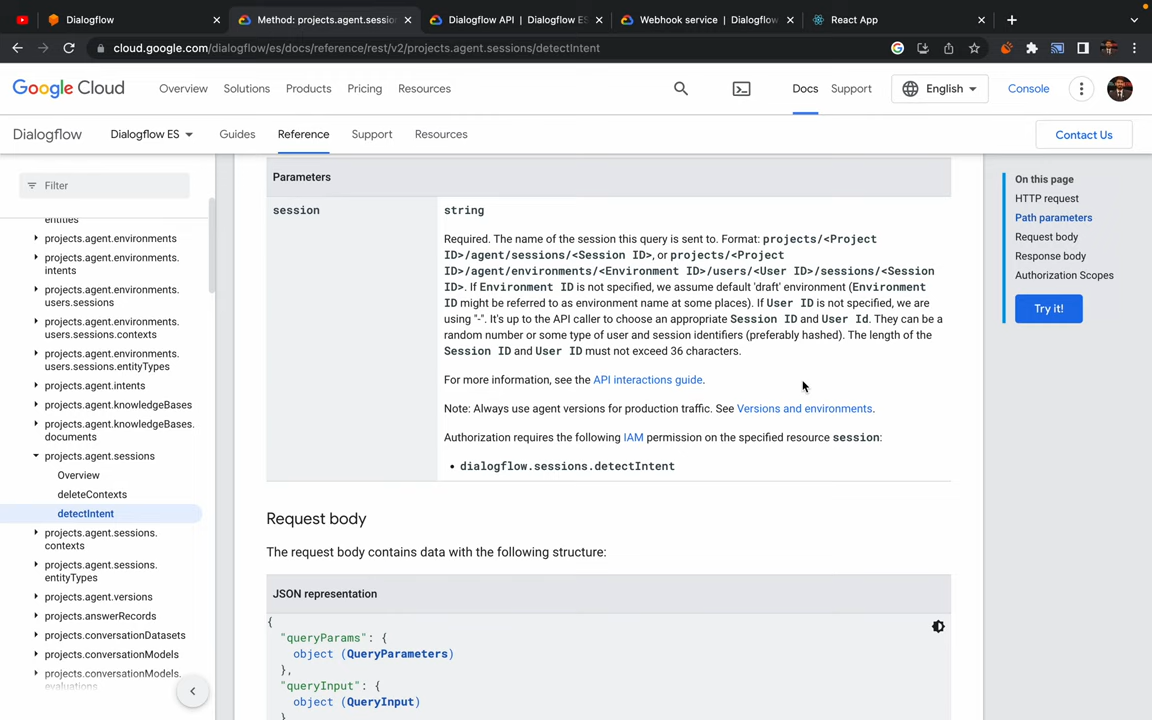 Dialogflow
Method: projects.agent.sessio
Dialogflow API | Dialogflow ES
Webhook service | Dialogflow
React App
cloud.google.com/dialogflow/es/docs/reference/rest/v2/projects.agent.sessions/detectIntent
Google Cloud
Overview
Solutions
Products
Pricing
Resources
Docs
Support
English
Console
Dialogflow
Dialogflow ES
Guides
Reference
Support
Resources
Contact Us
Filter
entities
projects.agent.environments
projects.agent.environments.
intents
projects.agent.environments.
users.sessions
projects.agent.environments.
users.sessions.contexts
projects.agent.environments.
users.sessions.entityTypes
projects.agent.intents
projects.agent.knowledgeBases
projects.agent.knowledgeBases.
documents
projects.agent.sessions
Overview
deleteContexts
detectIntent
projects.agent.sessions.
contexts
projects.agent.sessions.
entityTypes
projects.agent.versions
projects.answerRecords
projects.conversationDatasets
projects.conversationModels
projects.conversationModels.
evaluations
Parameters
session
string
Required. The name of the session this query is sent to. Format: projects/<Project
ID>/agent/sessions/<Session ID>, or projects/<Project
ID>/agent/environments/<Environment ID>/users/<User ID>/sessions/<Session
ID>. If Environment ID is not specified, we assume default 'draft' environment (Environment
ID might be referred to as environment name at some places). If User ID is not specified, we are
using "-". It's up to the API caller to choose an appropriate Session ID and User Id. They can be a
random number or some type of user and session identifiers (preferably hashed). The length of the
Session ID and User ID must not exceed 36 characters.
For more information, see the API interactions guide.
Note: Always use agent versions for production traffic. See Versions and environments.
Authorization requires the following IAM permission on the specified resource session:
• dialogflow.sessions.detectIntent
Request body
The request body contains data with the following structure:
JSON representation
{
"queryParams": {
object (QueryParameters)
},
"queryInput": {
object (QueryInput)
}
On this page
HTTP request
Path parameters
Request body
Response body
Authorization Scopes
Try it!